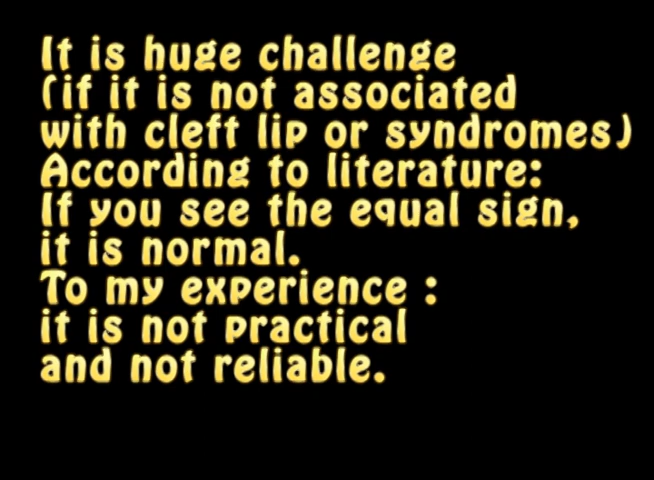 It is huge challenge
(if it is not associated
with cleft lip or syndromes)
According to literature:
If you see the equal sign,
it is normal.
To my experience :
it is not practical
and not reliable.